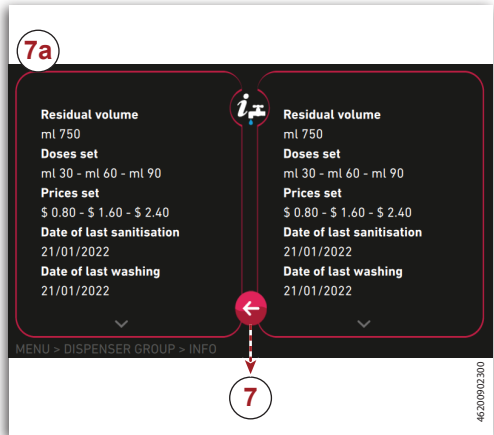 7a
Residual volume
ml 750
Doses set
ml 30 - ml 60 - ml 90
Prices set
$ 0.80 - $ 1.60 - $ 2.40
Date of last sanitisation
21/01/2022
Date of last washing
21/01/2022
i
Residual volume
ml 750
Doses set
ml 30 - ml 60 - ml 90
Prices set
$ 0.80 - $ 1.60 - $ 2.40
Date of last sanitisation
21/01/2022
Date of last washing
21/01/2022
MENU > DISPENSER GROUP > INFO
7
46200902300